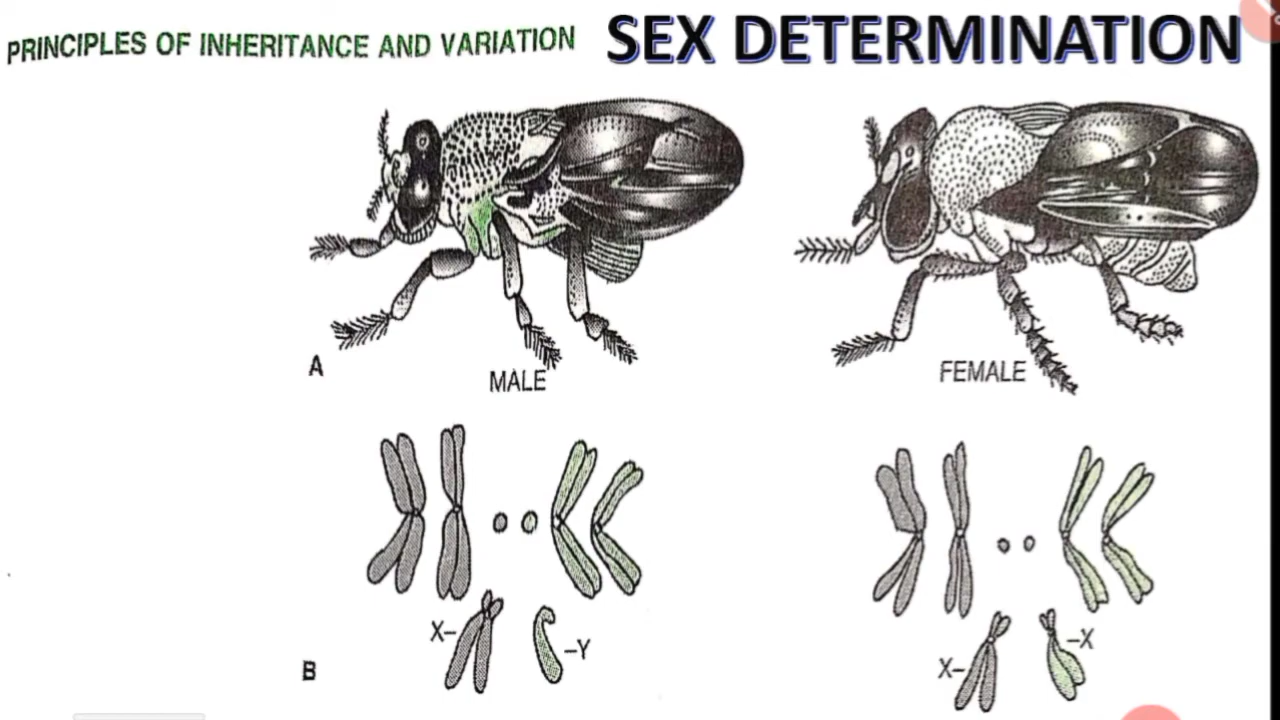 PRINCIPLES OF INHERITANCE AND VARIATION
SEX DETERMINATION
A
MALE
FEMALE
B
X-
-Y
X-
-X